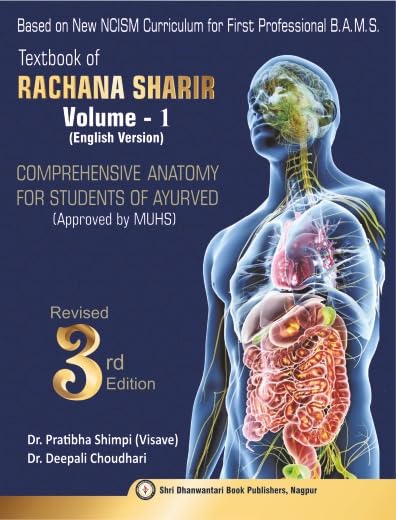 Based on New NCISM Curriculum for First Professional B.A.M.S.
Textbook of
RACHANA SHARIR
Volume - 1
(English Version)
COMPREHENSIVE ANATOMY
FOR STUDENTS OF AYURVED
(Approved by MUHS)
Revised
3rd
Edition
Dr. Pratibha Shimpi (Visave)
Dr. Deepali Choudhari
Shri Dhanwantari Book Publishers, Nagpur